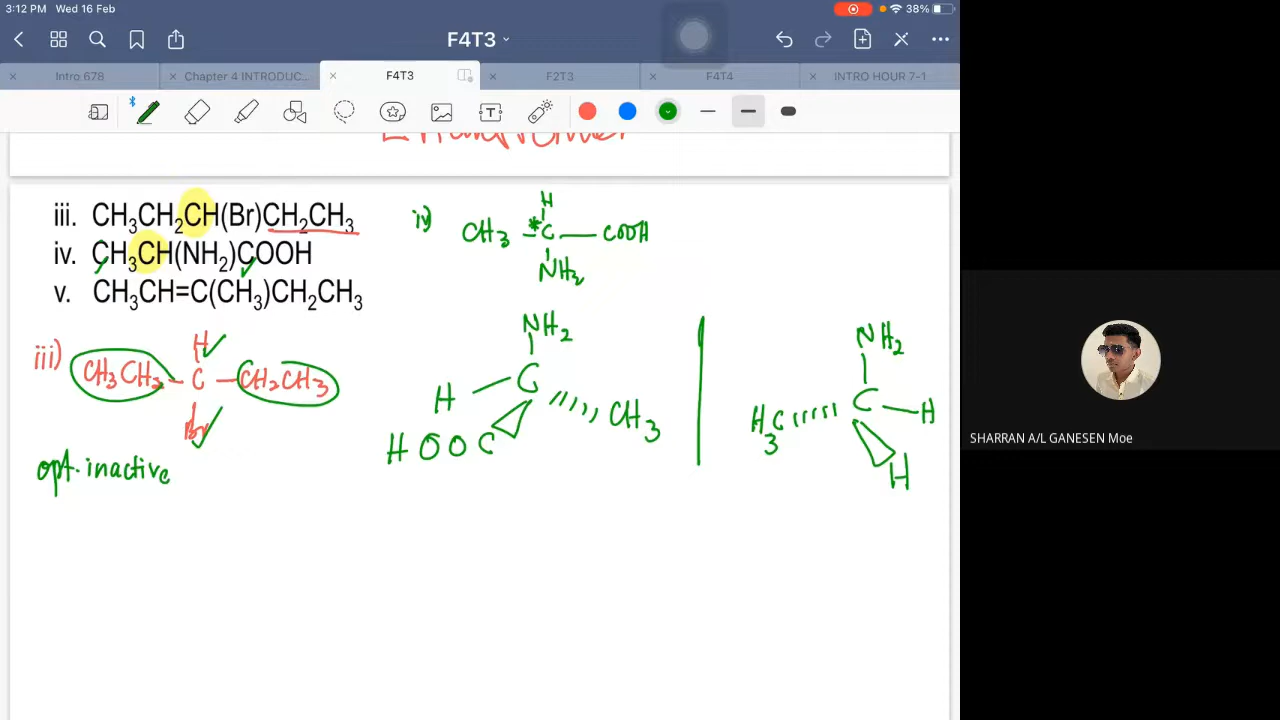 3:12 PM Wed 16 Feb
38%
F4T3
Intro 678
Chapter 4 INTRODUC...
F4T3
F2T3
F4T4
INTRO HOUR 7-1
iii. CH3CH2CH(Br)CH2CH3
iv. CH3CH(NH2)COOH
v. CH3CH=C(CH3)CH2CH3
iv)
H
CH3 - *C — COOH
NH2
iii)
H
CH3CH2 - C - CH2CH3
Br
opt.inactive
NH2
C
H
CH3
HOOC
NH2
C
H3C
H
H
SHARRAN A/L GANESEN Moe